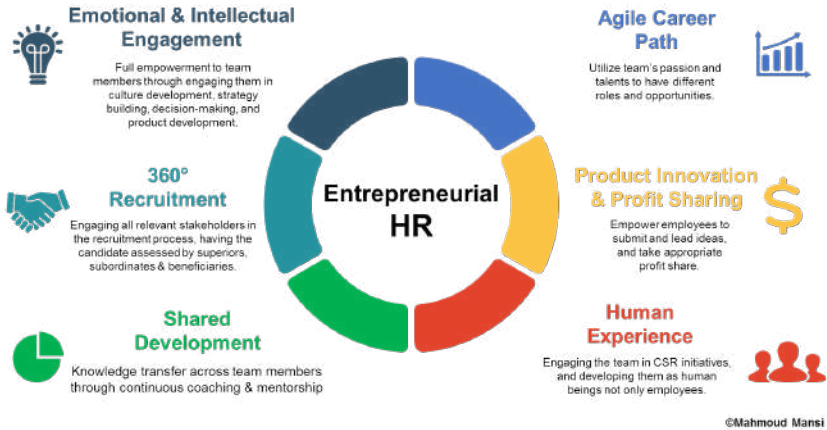 Emotional & Intellectual
Engagement
Full empowerment to team
members through engaging them in
culture development, strategy
building, decision-making, and
product development.
360°
Recruitment
Engaging all relevant stakeholders in
the recruitment process, having the
candidate assessed by superiors,
subordinates & beneficiaries.
Shared
Development
Knowledge transfer across team members
through continuous coaching & mentorship
Entrepreneurial
HR
Agile Career
Path
Utilize team's passion and
talents to have different
roles and opportunities.
Product Innovation
& Profit Sharing
Empower employees to
submit and lead ideas,
and take appropriate
profit share.
Human
Experience
Engaging the team in CSR initiatives,
and developing them as human
beings not only employees.
©Mahmoud Mansi